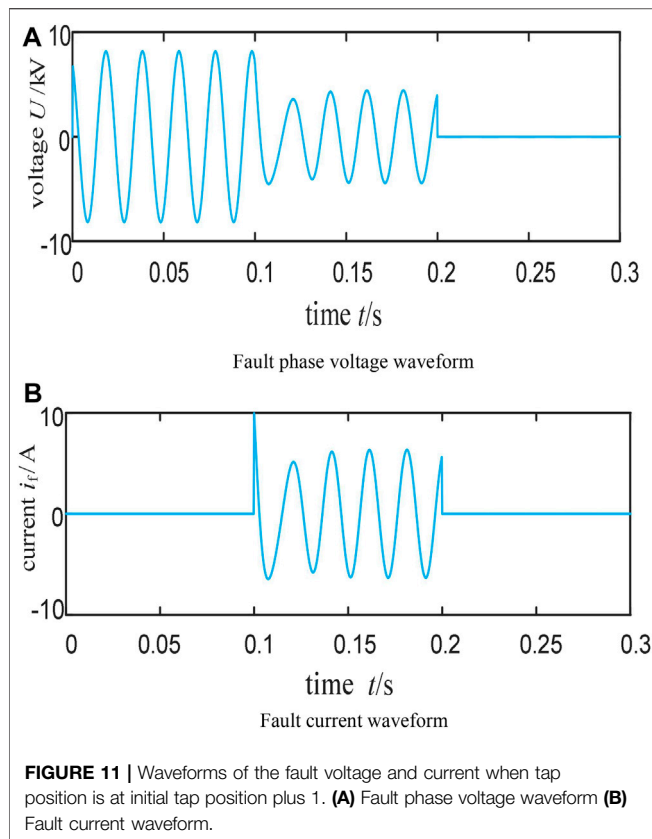 A
voltage U /kV
10
0
-10
0 0.05 0.1 0.15 0.2 0.25 0.3
time t/s
Fault phase voltage waveform
B
current if/A
10
0
-10
0 0.05 0.1 0.15 0.2 0.25 0.3
time t/s
Fault current waveform
FIGURE 11 | Waveforms of the fault voltage and current when tap
position is at initial tap position plus 1. (A) Fault phase voltage waveform (B)
Fault current waveform.